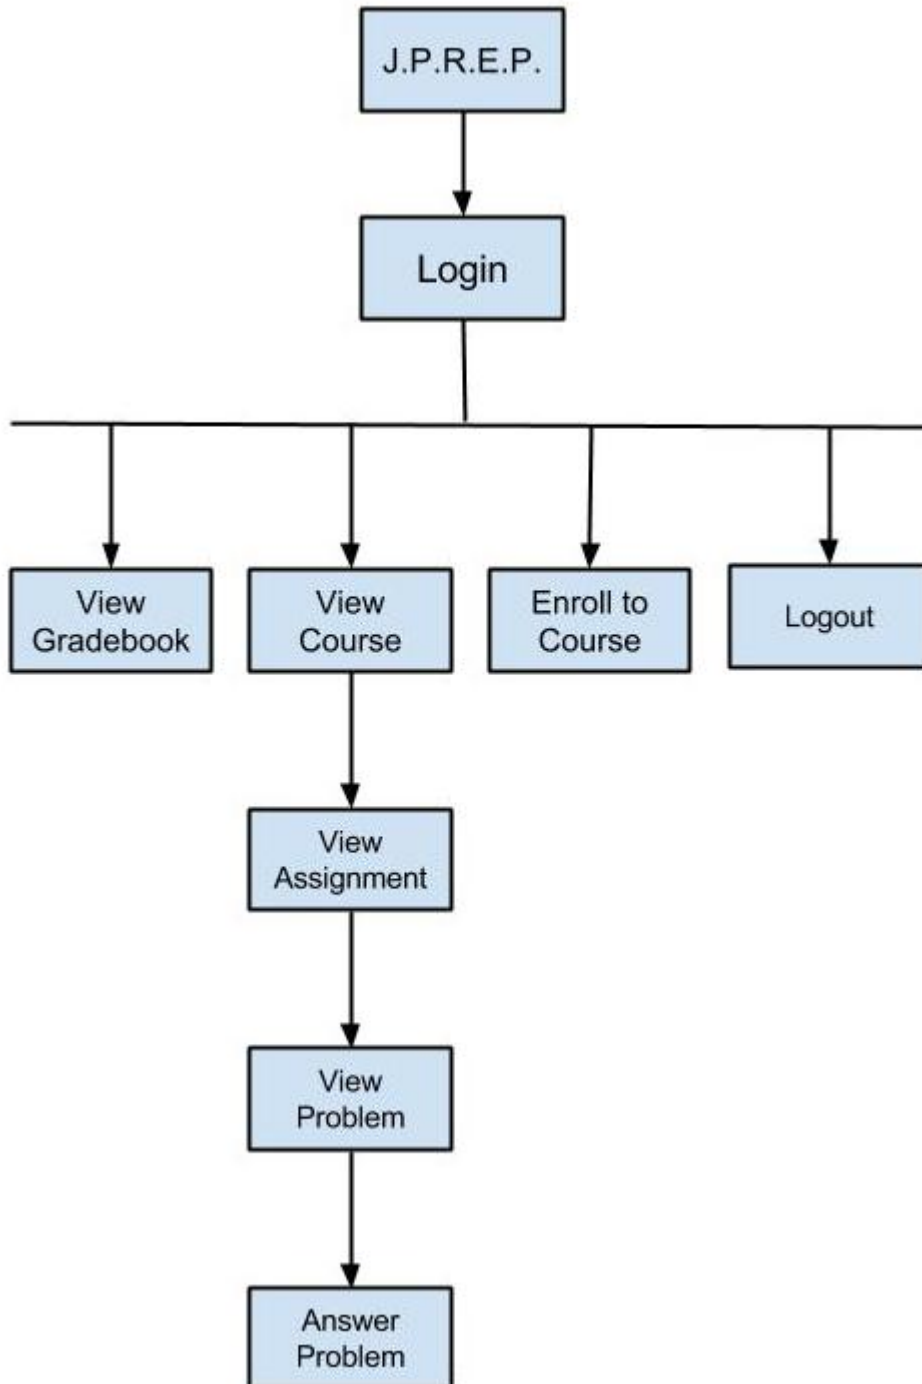 J.P.R.E.P.
Login
View
Gradebook
View
Course
Enroll to
Course
Logout
View
Assignment
View
Problem
Answer
Problem